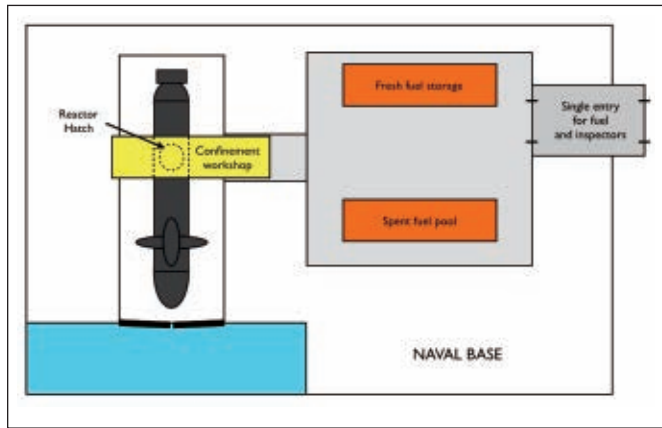 Fresh fuel storage
Reactor
Hatch
Single entry
for fuel
and inspectors
Confinement
workshop
Spent fuel pool
NAVAL BASE